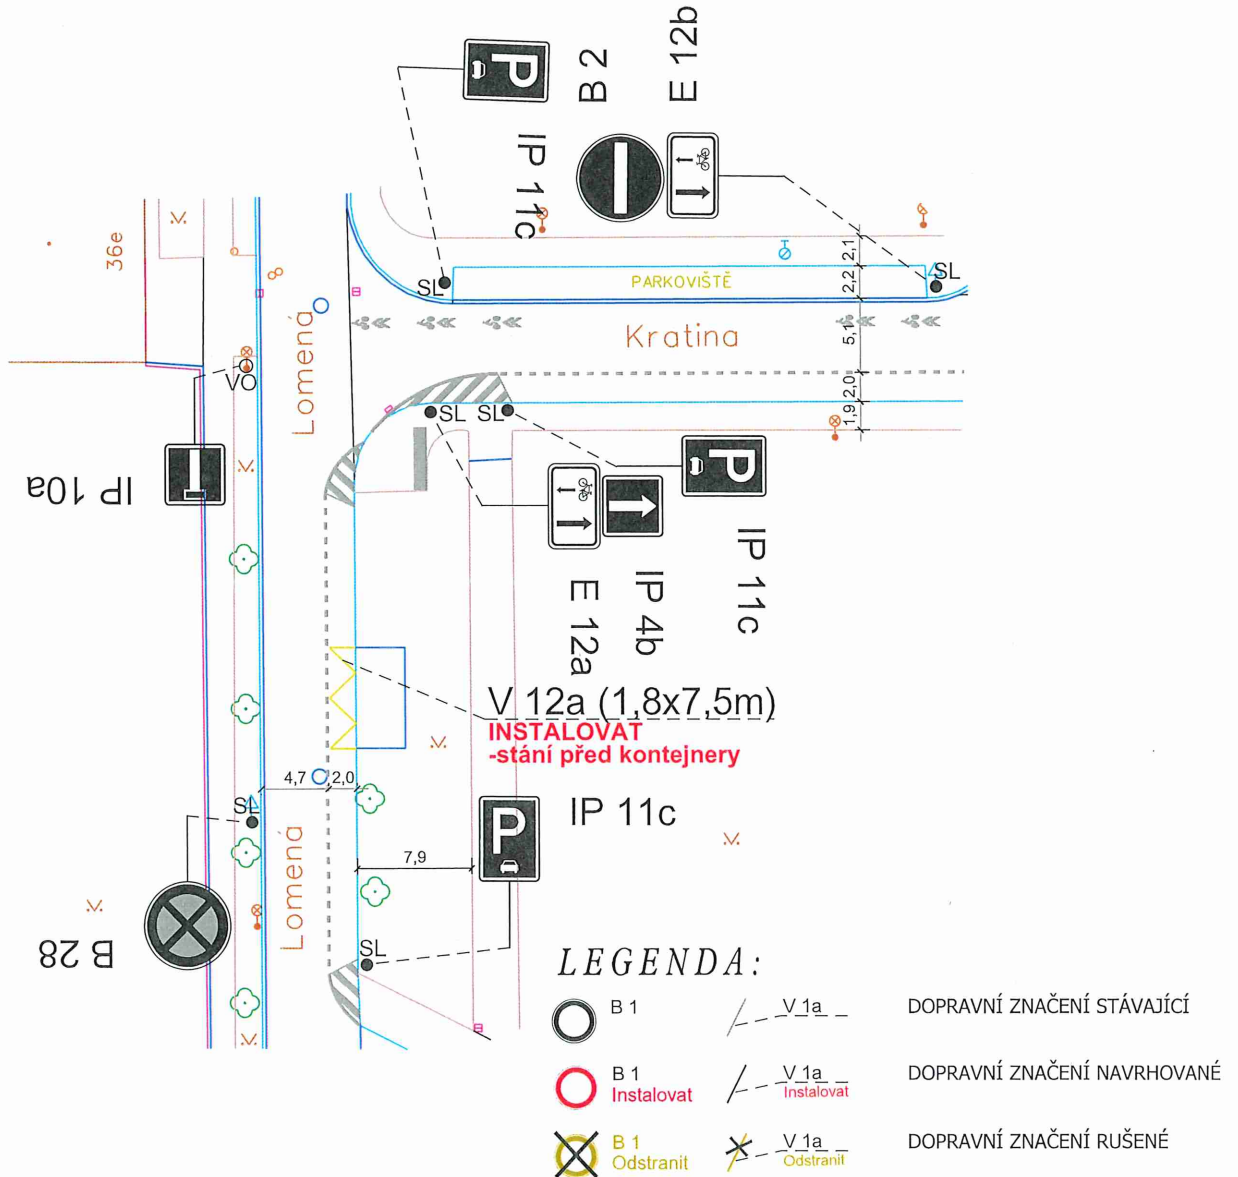 E 12b
B 2
IP 11c
36e
SL
SL
PARKOVIŠTĚ
2,1
2,2
5,1
2,0
1,9
Kratina
Lomená
VO
SL
SL
IP 10a
IP 11c
IP 4b
E 12a
V 12a (1,8x7,5m)
INSTALOVAT
-stání před kontejnery
4,7
2,0
SL
IP 11c
7,9
Lomená
B 28
SL
P
P
P
LEGENDA:
B 1
V 1a
DOPRAVNÍ ZNAČENÍ STÁVAJÍCÍ
B 1
Instalovat
V 1a
Instalovat
DOPRAVNÍ ZNAČENÍ NAVRHOVANÉ
B 1
Odstranit
V 1a
Odstranit
DOPRAVNÍ ZNAČENÍ RUŠENÉ